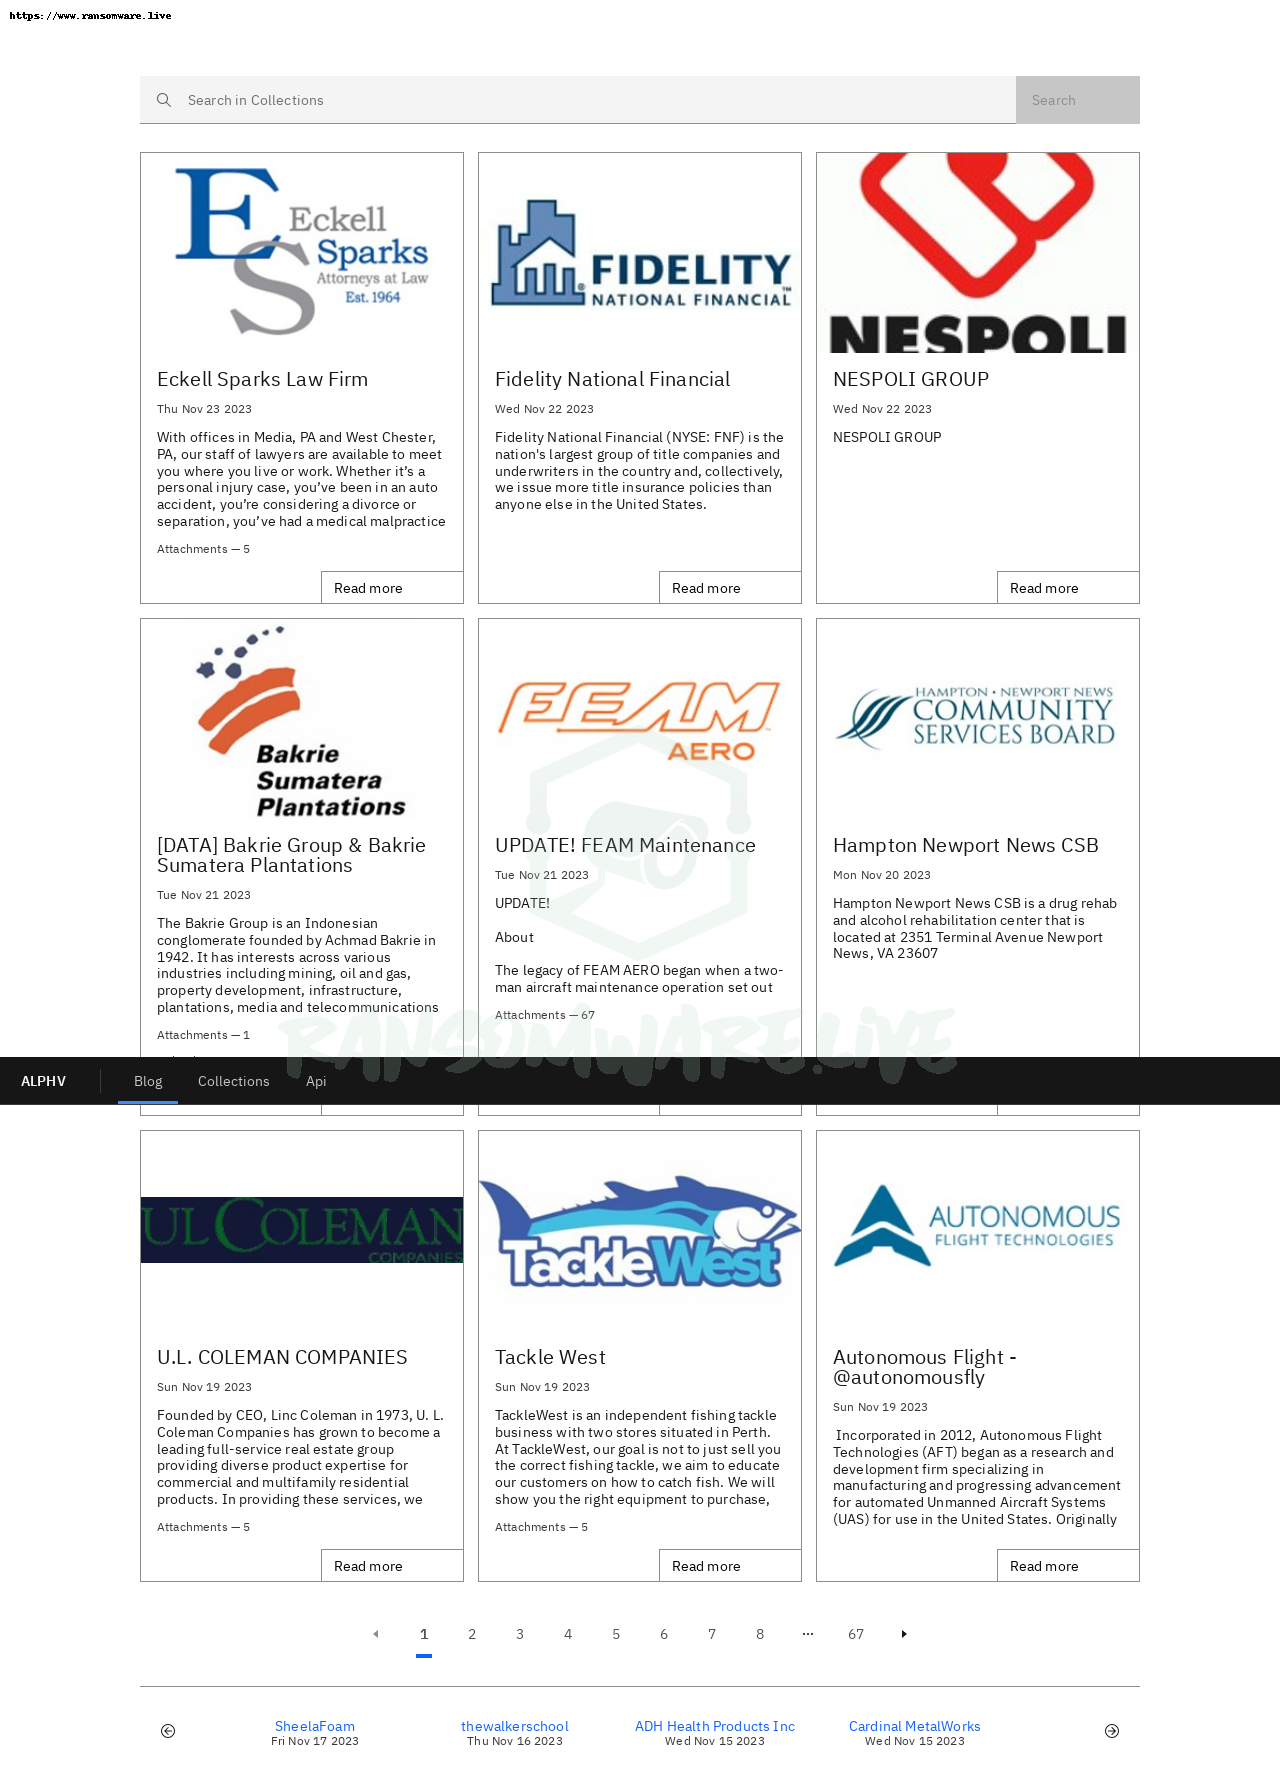 https://www.ransomware.live
Search in Collections
Search
Eckell
Sparks
Attorneys at Law
Est. 1964
Eckell Sparks Law Firm
Thu Nov 23 2023
With offices in Media, PA and West Chester,
PA, our staff of lawyers are available to meet
you where you live or work. Whether it’s a
personal injury case, you’ve been in an auto
accident, you’re considering a divorce or
separation, you’ve had a medical malpractice
Attachments — 5
Read more
FIDELITY
NATIONAL FINANCIAL
Fidelity National Financial
Wed Nov 22 2023
Fidelity National Financial (NYSE: FNF) is the
nation's largest group of title companies and
underwriters in the country and, collectively,
we issue more title insurance policies than
anyone else in the United States.
Read more
NESPOLI
NESPOLI GROUP
Wed Nov 22 2023
NESPOLI GROUP
Read more
Bakrie
Sumatera
Plantations
[DATA] Bakrie Group & Bakrie
Sumatera Plantations
Tue Nov 21 2023
The Bakrie Group is an Indonesian
conglomerate founded by Achmad Bakrie in
1942. It has interests across various
industries including mining, oil and gas,
property development, infrastructure,
plantations, media and telecommunications
Attachments — 1
FEAM
AERO
UPDATE! FEAM Maintenance
Tue Nov 21 2023
UPDATE!
About
The legacy of FEAM AERO began when a two-
man aircraft maintenance operation set out
Attachments — 67
HAMPTON • NEWPORT NEWS
COMMUNITY
SERVICES BOARD
Hampton Newport News CSB
Mon Nov 20 2023
Hampton Newport News CSB is a drug rehab
and alcohol rehabilitation center that is
located at 2351 Terminal Avenue Newport
News, VA 23607
RANSOMWARE.LIVE
ALPHV
Blog
Collections
Api
UL COLEMAN
COMPANIES
U.L. COLEMAN COMPANIES
Sun Nov 19 2023
Founded by CEO, Linc Coleman in 1973, U. L.
Coleman Companies has grown to become a
leading full-service real estate group
providing diverse product expertise for
commercial and multifamily residential
products. In providing these services, we
Attachments — 5
Read more
TackleWest
Tackle West
Sun Nov 19 2023
TackleWest is an independent fishing tackle
business with two stores situated in Perth.
At TackleWest, our goal is not to just sell you
the correct fishing tackle, we aim to educate
our customers on how to catch fish. We will
show you the right equipment to purchase,
Attachments — 5
Read more
AUTONOMOUS
FLIGHT TECHNOLOGIES
Autonomous Flight -
@autonomousfly
Sun Nov 19 2023
Incorporated in 2012, Autonomous Flight
Technologies (AFT) began as a research and
development firm specializing in
manufacturing and progressing advancement
for automated Unmanned Aircraft Systems
(UAS) for use in the United States. Originally
Read more
1 2 3 4 5 6 7 8 ... 67
SheelaFoam
Fri Nov 17 2023
thewalkerschool
Thu Nov 16 2023
ADH Health Products Inc
Wed Nov 15 2023
Cardinal MetalWorks
Wed Nov 15 2023